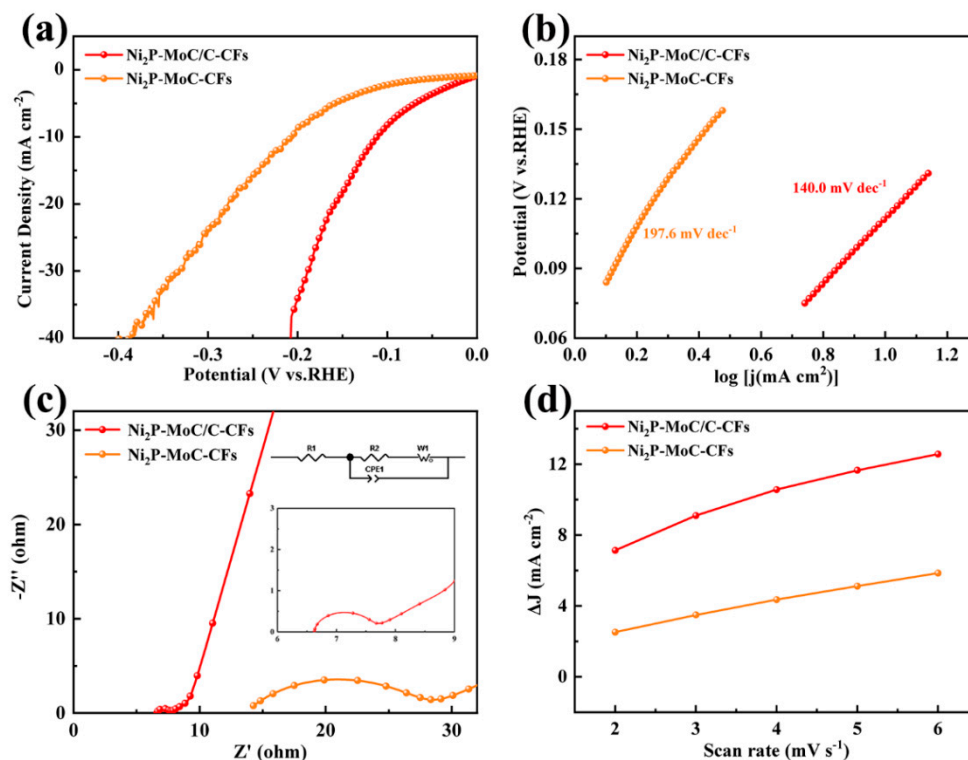 (a)
Ni₂P-MoC/C-CFs
Ni₂P-MoC-CFs
10
0
-10
-20
-30
-40
-0.4
-0.3
-0.2
-0.1
0.0
Current Density (mA cm⁻²)
Potential (V vs.RHE)
(b)
Ni₂P-MoC/C-CFs
Ni₂P-MoC-CFs
0.18
0.15
0.12
0.09
0.06
140.0 mV dec⁻¹
197.6 mV dec⁻¹
0.0
0.2
0.4
0.6
0.8
1.0
1.2
Potential (V vs.RHE)
log [j(mA cm²)]
(c)
Ni₂P-MoC/C-CFs
Ni₂P-MoC-CFs
30
20
10
0
0
10
20
30
-Z'' (ohm)
Z' (ohm)
R1
R2
W1
CPE1
3
2
1
0
6
7
8
9
(d)
Ni₂P-MoC/C-CFs
Ni₂P-MoC-CFs
12
8
4
0
2
3
4
5
6
ΔJ (mA cm⁻²)
Scan rate (mV s⁻¹)